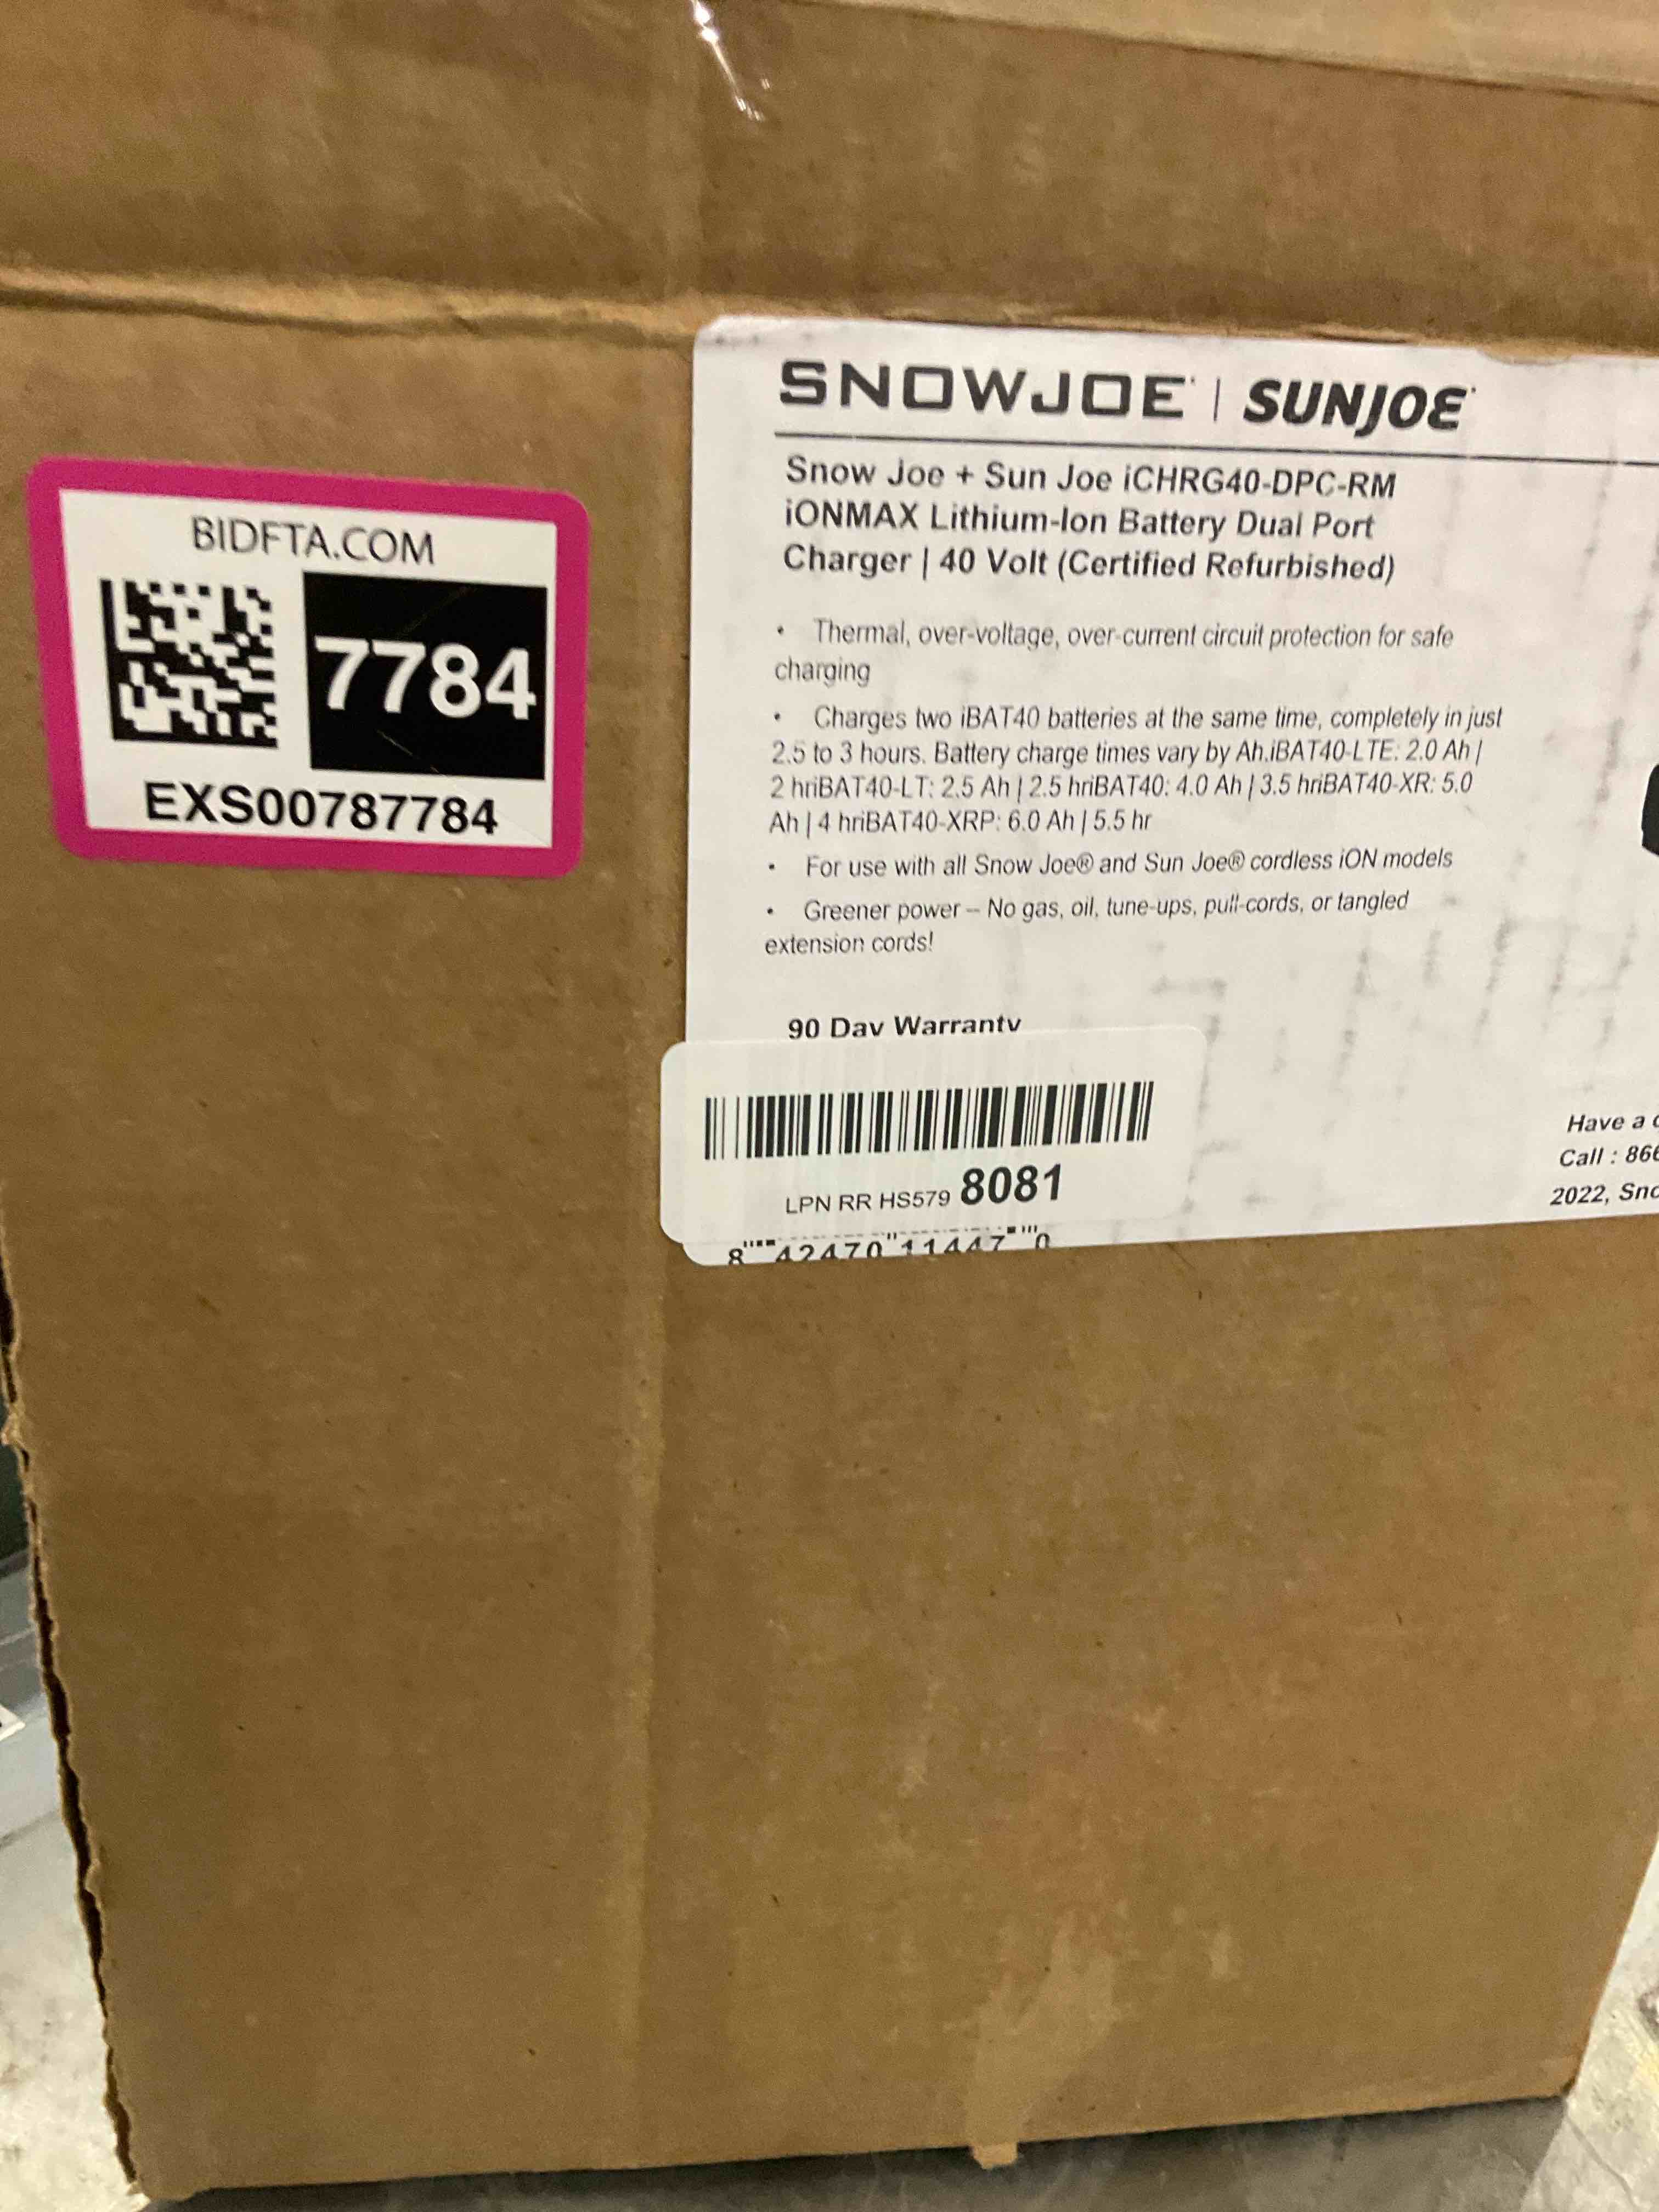 SNOWJOE | SUNJOE
Snow Joe + Sun Joe iCHRG40-DPC-RM
iONMAX Lithium-Ion Battery Dual Port
Charger | 40 Volt (Certified Refurbished)
• Thermal, over-voltage, over-current circuit protection for safe
charging
• Charges two iBAT40 batteries at the same time, completely in just
2.5 to 3 hours. Battery charge times vary by Ah.iBAT40-LTE: 2.0 Ah |
2 hriBAT40-LT: 2.5 Ah | 2.5 hriBAT40: 4.0 Ah | 3.5 hriBAT40-XR: 5.0
Ah | 4 hriBAT40-XRP: 6.0 Ah | 5.5 hr
• For use with all Snow Joe® and Sun Joe® cordless iON models
• Greener power – No gas, oil, tune-ups, pull-cords, or tangled
extension cords!
90 Day Warranty
LPN RR HS579 8081
8 42470 11447 0
Have a
Call : 866
2022, Sno
BIDFTA.COM
7784
EXS00787784